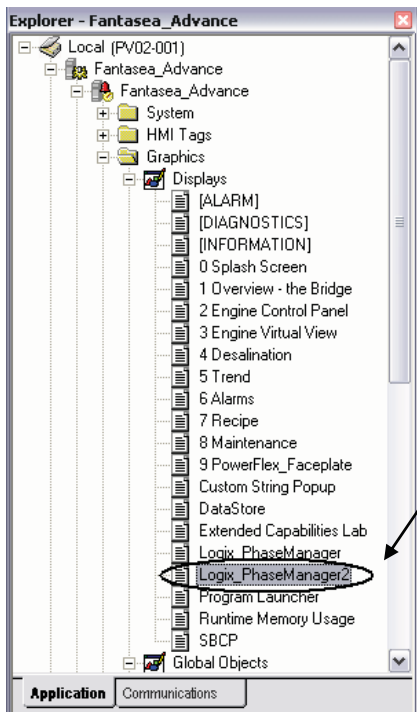 Explorer - Fantasea_Advance
Local (PV02-001)
Fantasea_Advance
Fantasea_Advance
System
HMI Tags
Graphics
Displays
[ALARM]
[DIAGNOSTICS]
[INFORMATION]
0 Splash Screen
1 Overview - the Bridge
2 Engine Control Panel
3 Engine Virtual View
4 Desalination
5 Trend
6 Alarms
7 Recipe
8 Maintenance
9 PowerFlex_Faceplate
Custom String Popup
DataStore
Extended Capabilities Lab
Logix_PhaseManager
Logix_PhaseManager2
Program Launcher
Runtime Memory Usage
SBCP
Global Objects
Application Communications